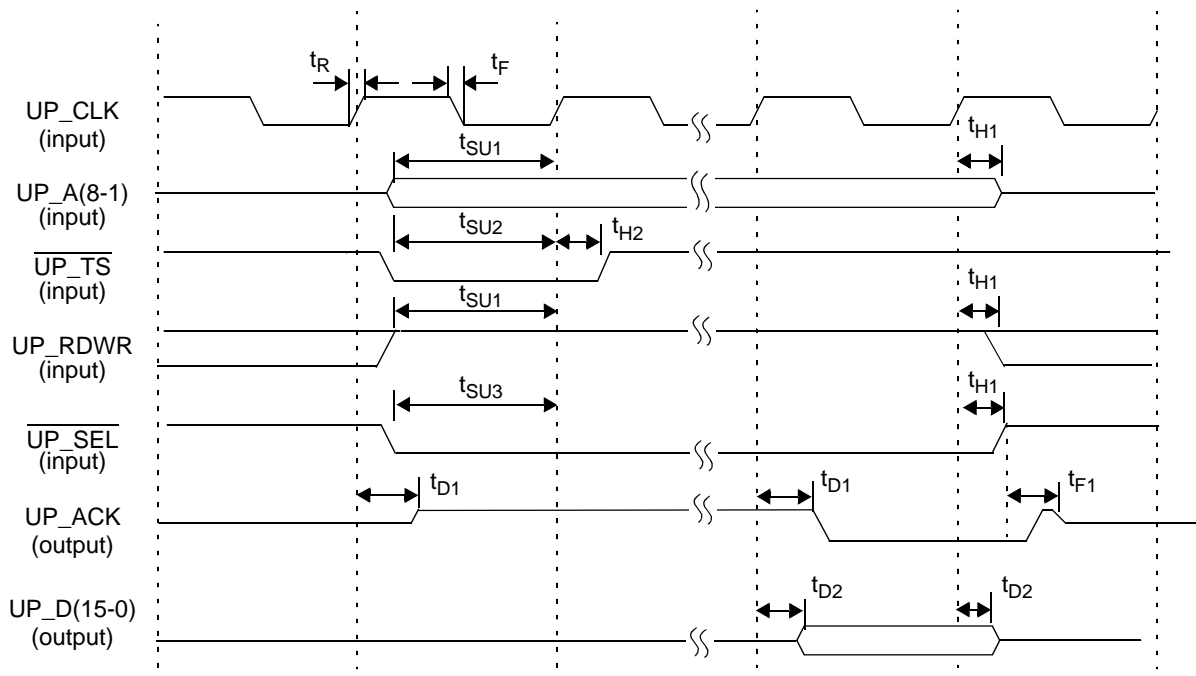 tR
tF
UP_CLK
(input)
tSU1
tH1
UP_A(8-1)
(input)
tSU2
tH2
UP_TS
(input)
tSU1
tH1
UP_RDWR
(input)
tSU3
tH1
UP_SEL
(input)
tD1
tD1
tF1
UP_ACK
(output)
tD2
tD2
UP_D(15-0)
(output)